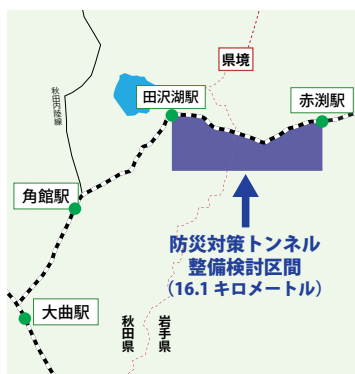 県境
秋田内陸線
田沢湖駅
赤渕駅
角館駅
防災対策トンネル
整備検討区間
（16.1 キロメートル）
大曲駅
秋田県
岩手県